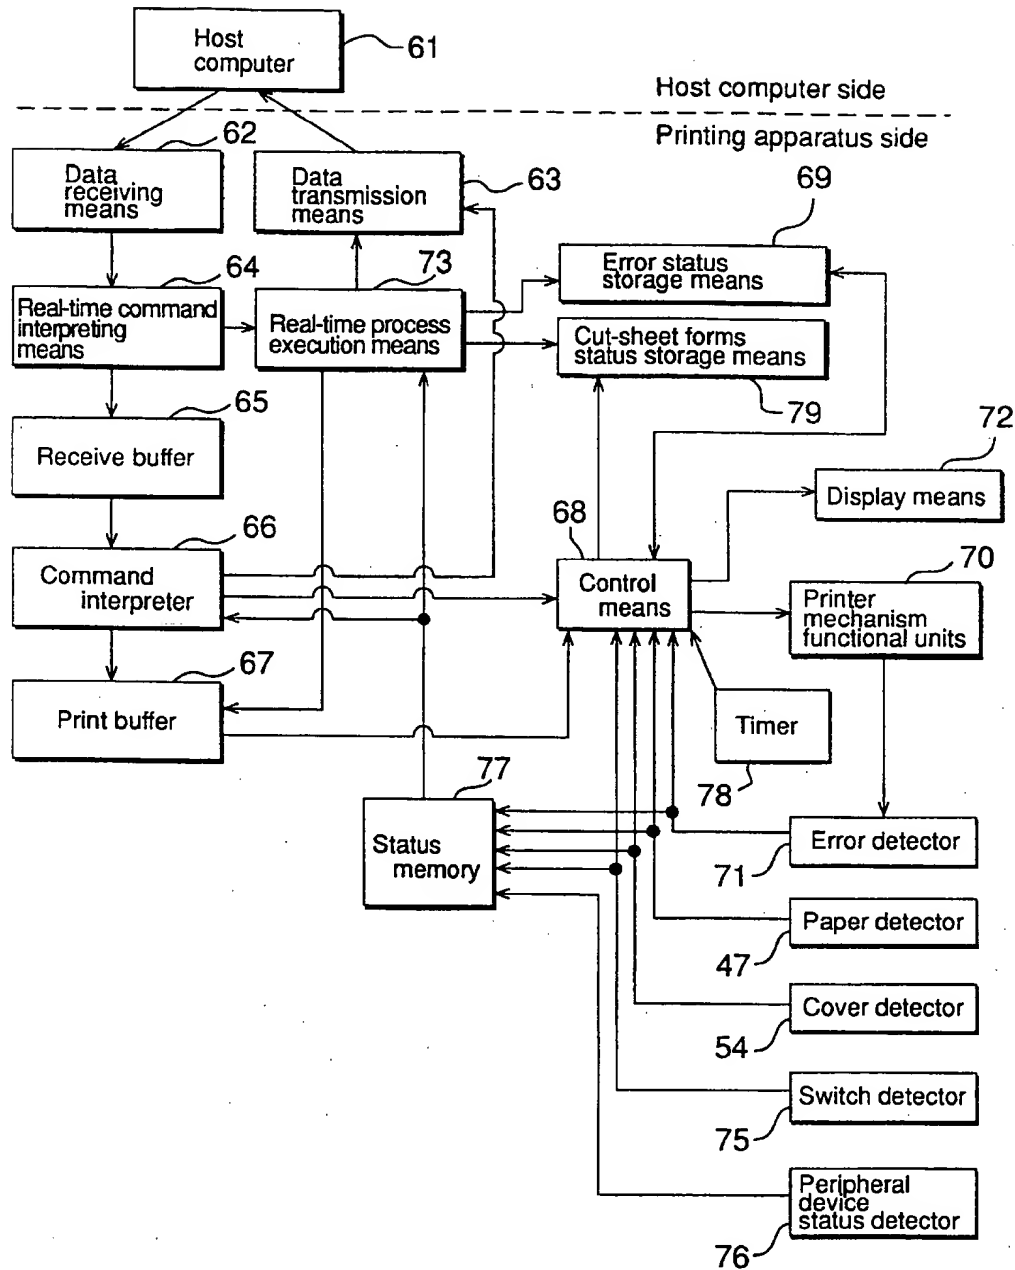 Host
computer
61
Host computer side
Printing apparatus side
62
Data
receiving
means
Data
transmission
means
63
69
64
73
Error status
storage means
Real-time command
interpreting
means
Real-time process
execution means
Cut-sheet forms
status storage means
79
65
72
Receive buffer
Display means
68
66
70
Command
interpreter
Control
means
Printer
mechanism
functional units
67
Print buffer
Timer
78
77
Status
memory
Error detector
71
Paper detector
47
Cover detector
54
Switch detector
75
Peripheral
device
status detector
76